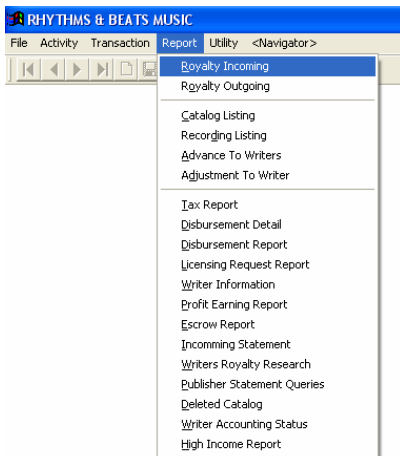 RHYTHMS & BEATS MUSIC
File Activity Transaction Report Utility <Navigator>
Royalty Incoming
Royalty Outgoing
Catalog Listing
Recording Listing
Advance To Writers
Adjustment To Writer
Tax Report
Disbursement Detail
Disbursement Report
Licensing Request Report
Writer Information
Profit Earning Report
Escrow Report
Incomming Statement
Writers Royalty Research
Publisher Statement Queries
Deleted Catalog
Writer Accounting Status
High Income Report